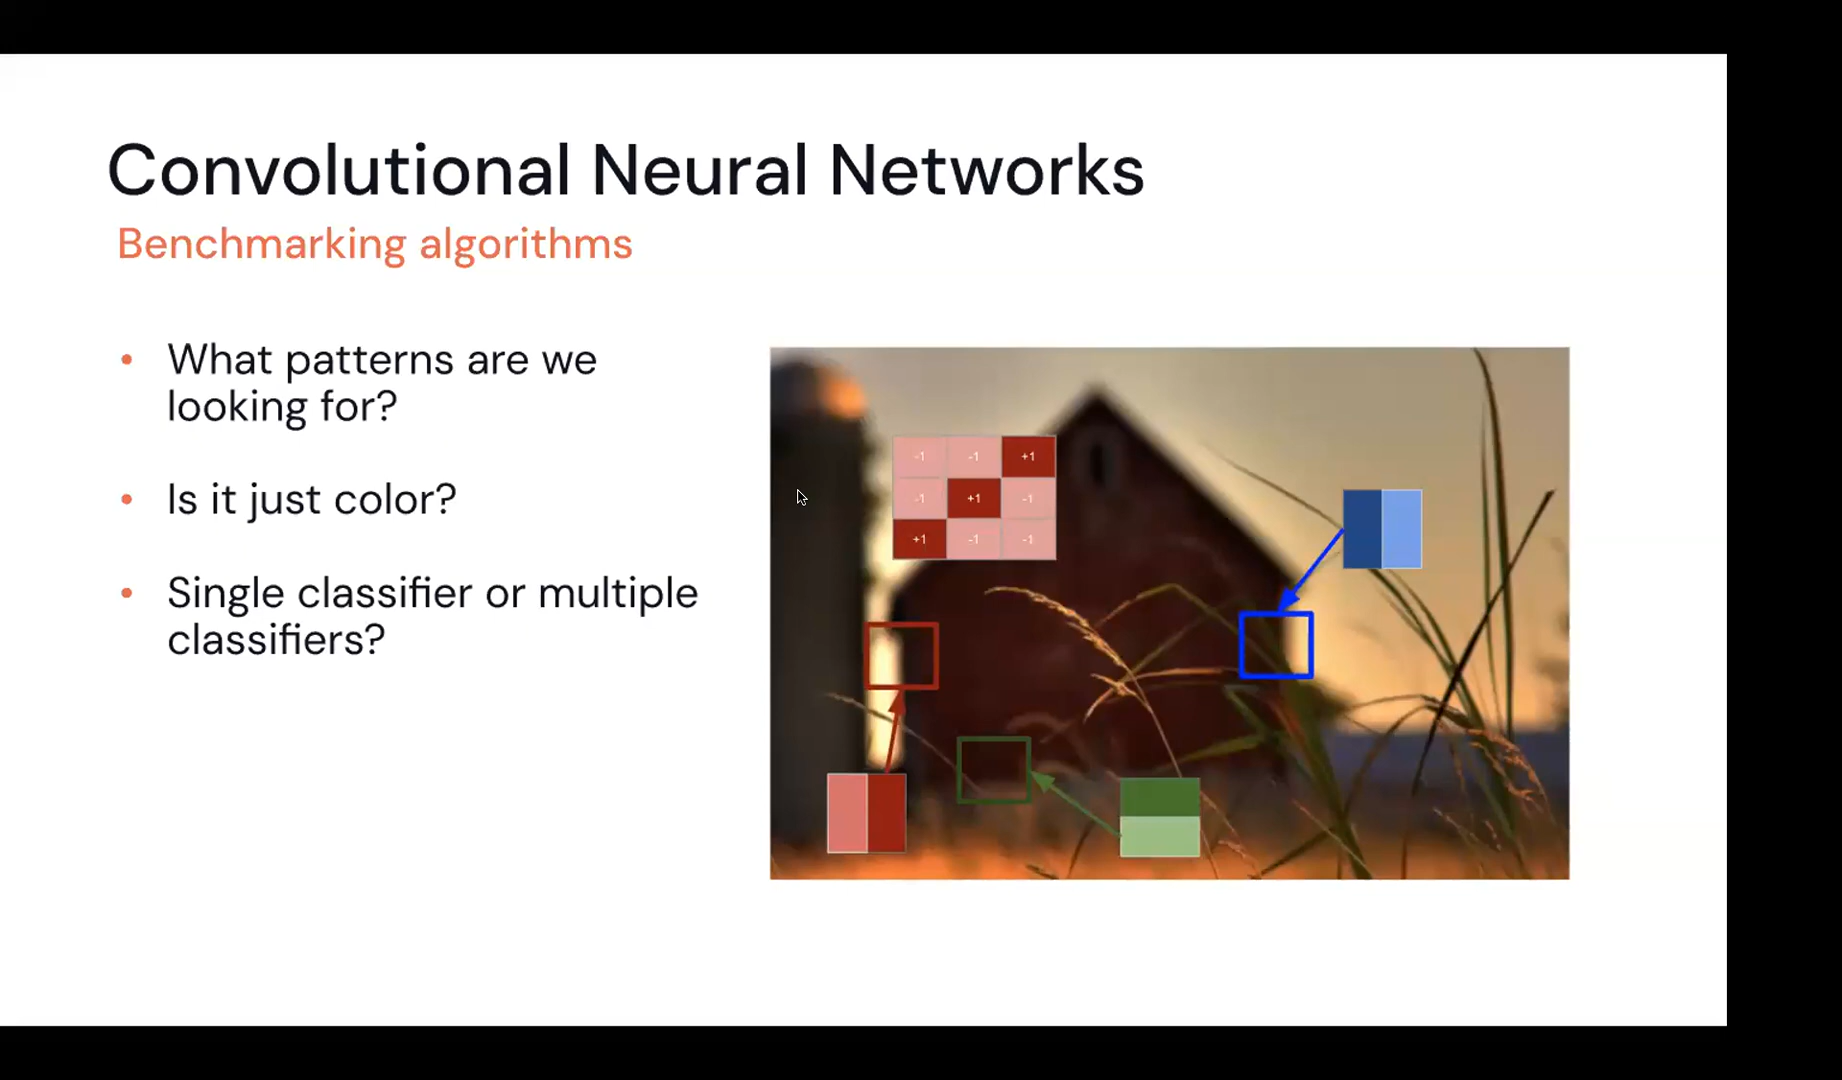 Convolutional Neural Networks
Benchmarking algorithms
• What patterns are we
looking for?
• Is it just color?
• Single classifier or multiple
classifiers?
-1 -1 +1
-1 +1 -1
+1 -1 -1